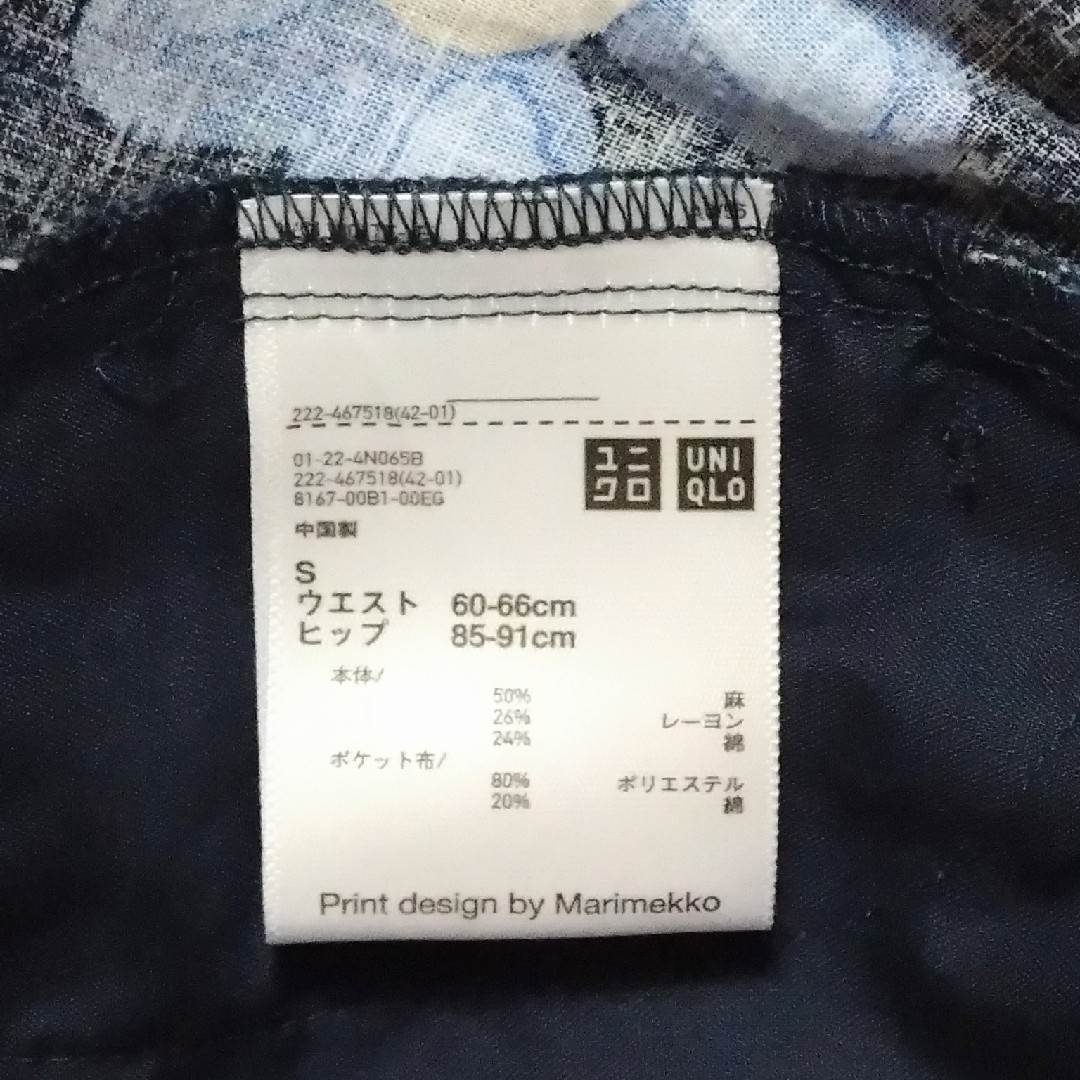 222-467518(42-01)
01-22-4N065B
222-467518(42-01)
8167-00B1-00EG
ユニ
クロ
UNI
QLO
中国製
S
ウエスト 60-66cm
ヒップ 85-91cm
本体/
50% 麻
26% レーヨン
24% 綿
ポケット布/
80% ポリエステル
20% 綿
Print design by Marimekko